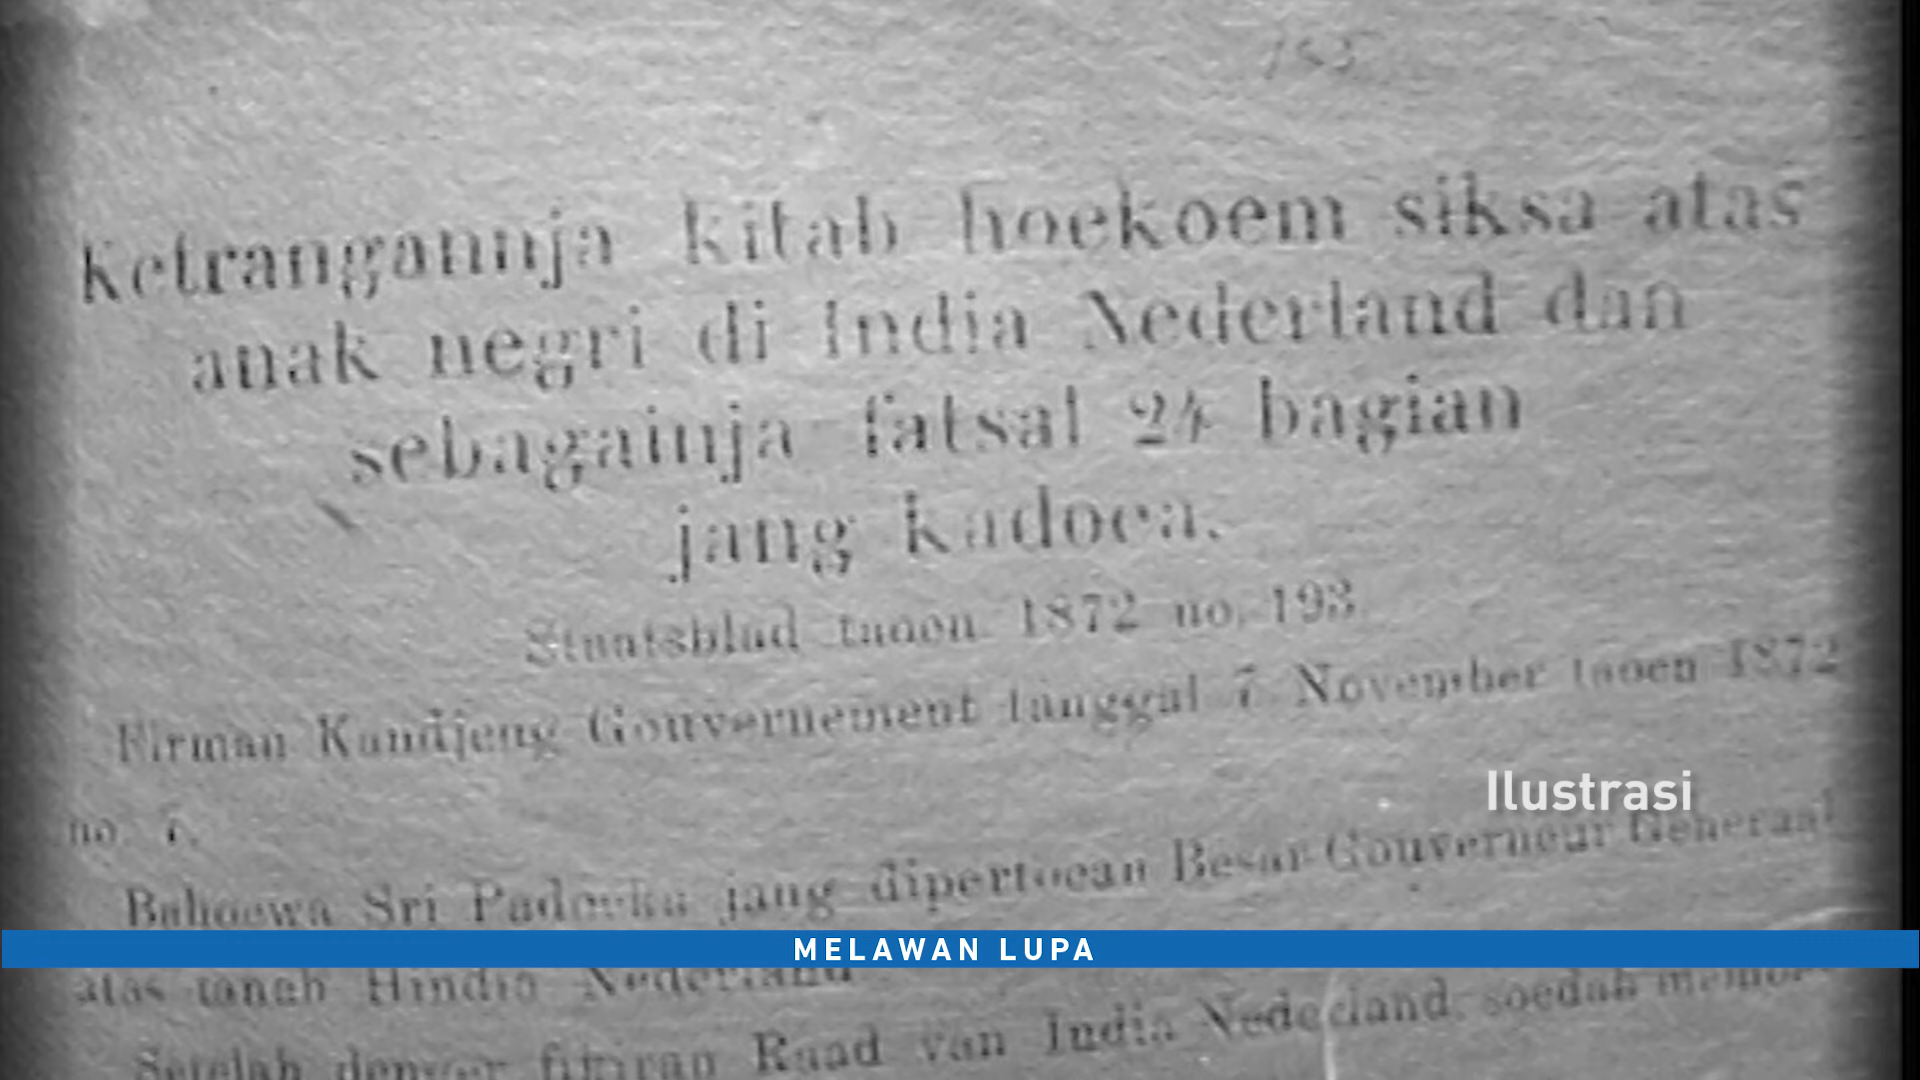 Ketrangannja kitab hoekoem siksa atas
anak negri di India Nederland dan
sebagainja fatsal 24 bagian
jang kadoea.
Staatsblad taoen 1872 no. 193.
Firman Kandjeng Gouvernement tanggal 7 November taoen 1872
no. 7.
Ilustrasi
Bahoewa Sri Padoeka jang dipertoean Besar Gouverneur Generaal
MELAWAN LUPA
atas tanah Hindia Nederland
Setelah dengar fikiran Raad van India Nederland, soedah